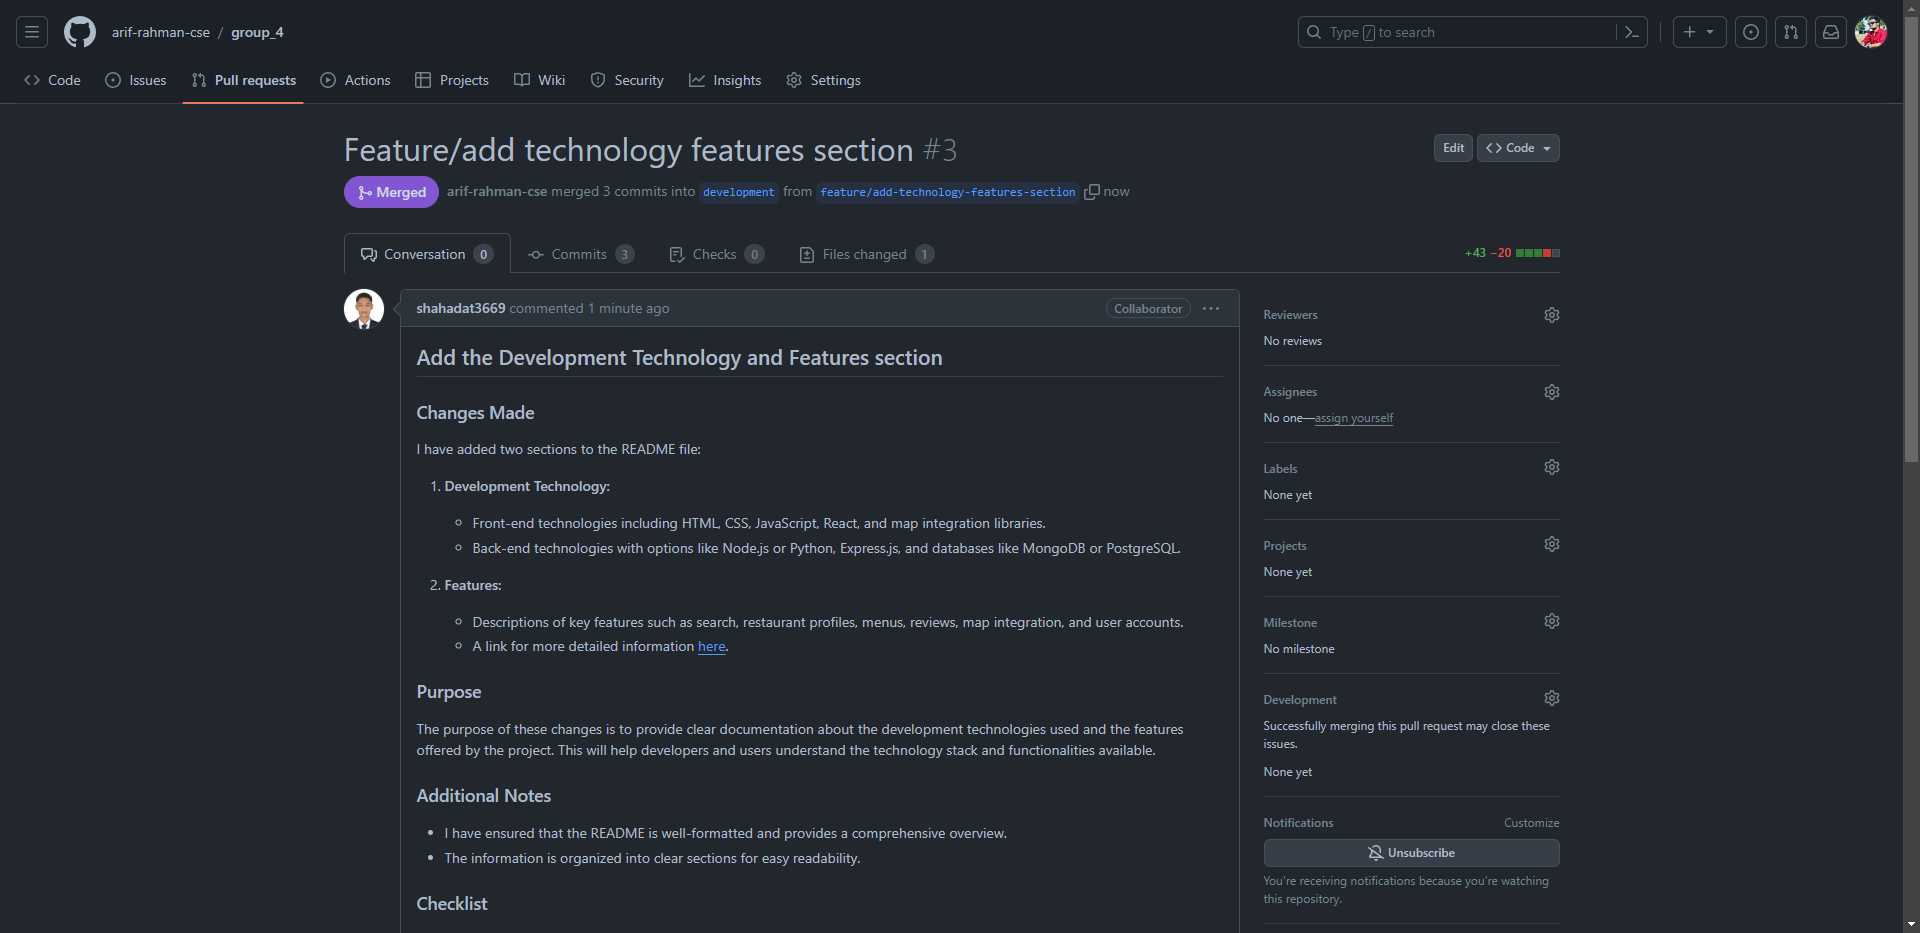 arif-rahman-cse / group_4
Type / to search
Code Issues Pull requests Actions Projects Wiki Security Insights Settings
Feature/add technology features section #3
Edit Code
Merged arif-rahman-cse merged 3 commits into development from feature/add-technology-features-section now
Conversation 0 Commits 3 Checks 0 Files changed 1 +43 −20
shahadat3669 commented 1 minute ago Collaborator
Add the Development Technology and Features section
Changes Made
I have added two sections to the README file:
1. Development Technology:
Front-end technologies including HTML, CSS, JavaScript, React, and map integration libraries.
Back-end technologies with options like Node.js or Python, Express.js, and databases like MongoDB or PostgreSQL.
2. Features:
Descriptions of key features such as search, restaurant profiles, menus, reviews, map integration, and user accounts.
A link for more detailed information here.
Purpose
The purpose of these changes is to provide clear documentation about the development technologies used and the features
offered by the project. This will help developers and users understand the technology stack and functionalities available.
Additional Notes
I have ensured that the README is well-formatted and provides a comprehensive overview.
The information is organized into clear sections for easy readability.
Checklist
Reviewers
No reviews
Assignees
No one—assign yourself
Labels
None yet
Projects
None yet
Milestone
No milestone
Development
Successfully merging this pull request may close these
issues.
None yet
Notifications Customize
Unsubscribe
You're receiving notifications because you're watching
this repository.